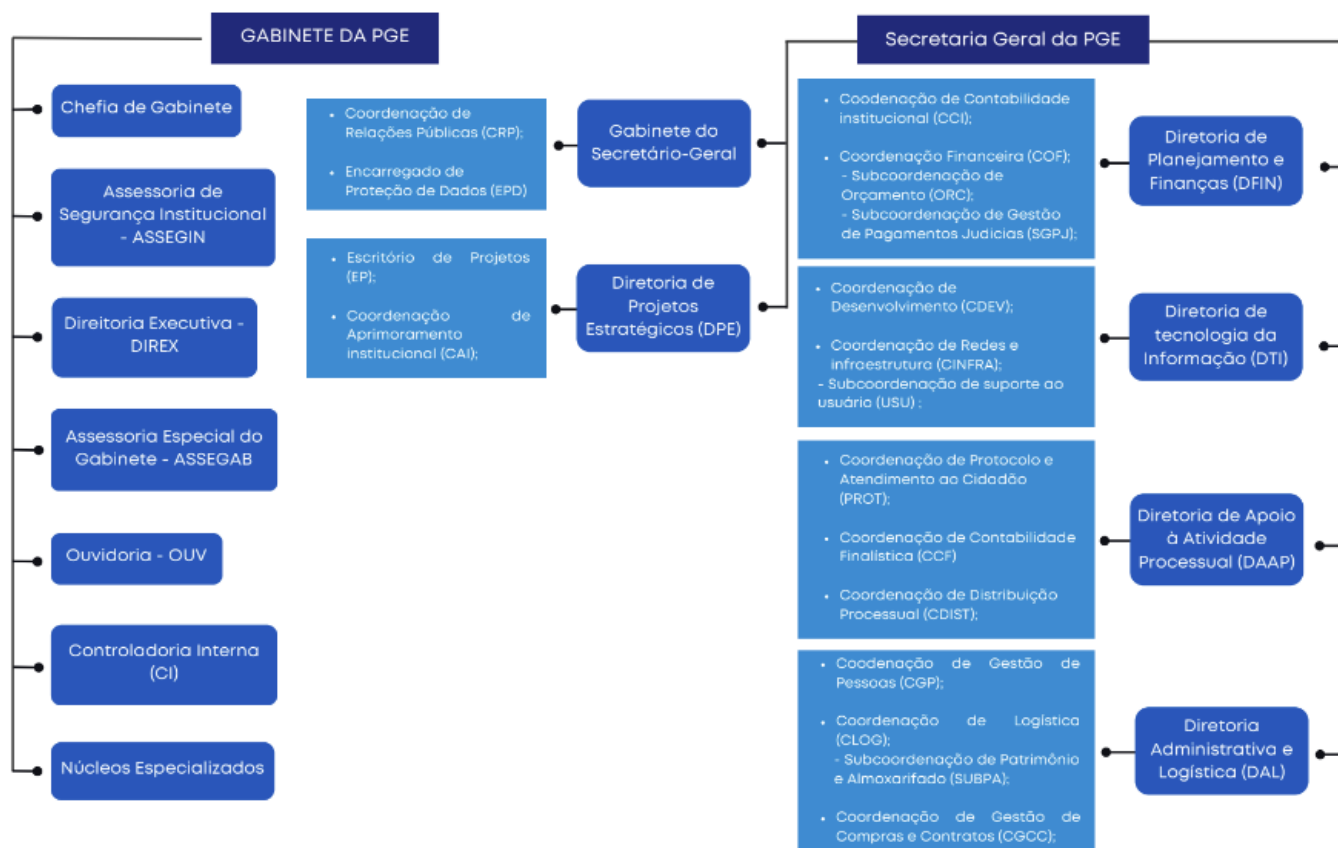 GABINETE DA PGE
Chefia de Gabinete
Assessoria de
Segurança Institucional
- ASSEGIN
Direitoria Executiva -
DIREX
Assessoria Especial do
Gabinete - ASSEGAB
Ouvidoria - OUV
Controladoria Interna
(CI)
Núcleos Especializados
Secretaria Geral da PGE
• Coordenação de
Relações Públicas (CRP);
• Encarregado de
Proteção de Dados (EPD)
Gabinete do
Secretário-Geral
• Escritório de Projetos
(EP);
• Coordenação de
Aprimoramento
institucional (CAI);
Diretoria de
Projetos
Estratégicos (DPE)
• Coodenação de Contabilidade
institucional (CCI);
• Coordenação Financeira (COF);
- Subcoordenação de
Orçamento (ORC);
- Subcoordenação de Gestão
de Pagamentos Judicias (SGPJ);
Diretoria de
Planejamento e
Finanças (DFIN)
• Coordenação de
Desenvolvimento (CDEV);
• Coordenação de Redes e
infraestrutura (CINFRA);
- Subcoordenação de suporte ao
usuário (USU) ;
Diretoria de
tecnologia da
Informação (DTI)
• Coordenação de Protocolo e
Atendimento ao Cidadão
(PROT);
• Coordenação de Contabilidade
Finalística (CCF)
• Coordenação de Distribuição
Processual (CDIST);
Diretoria de Apoio
à Atividade
Processual (DAAP)
• Coodenação de Gestão de
Pessoas (CGP);
• Coordenação de Logística
(CLOG);
- Subcoordenação de Patrimônio
e Almoxarifado (SUBPA);
• Coordenação de Gestão de
Compras e Contratos (CGCC);
Diretoria
Administrativa e
Logística (DAL)